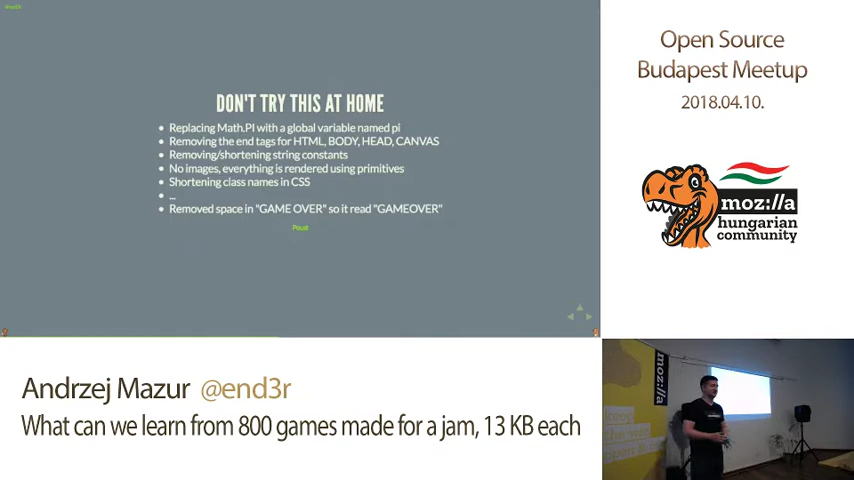 @end3r
DON'T TRY THIS AT HOME
• Replacing Math.PI with a global variable named pi
• Removing the end tags for HTML, BODY, HEAD, CANVAS
• Removing/shortening string constants
• No images, everything is rendered using primitives
• Shortening class names in CSS
• ...
• Removed space in "GAME OVER" so it read "GAMEOVER"
Open Source
Budapest Meetup
2018.04.10.
moz://a
hungarian
community
Andrzej Mazur @end3r
What can we learn from 800 games made for a jam, 13 KB each
moz://a